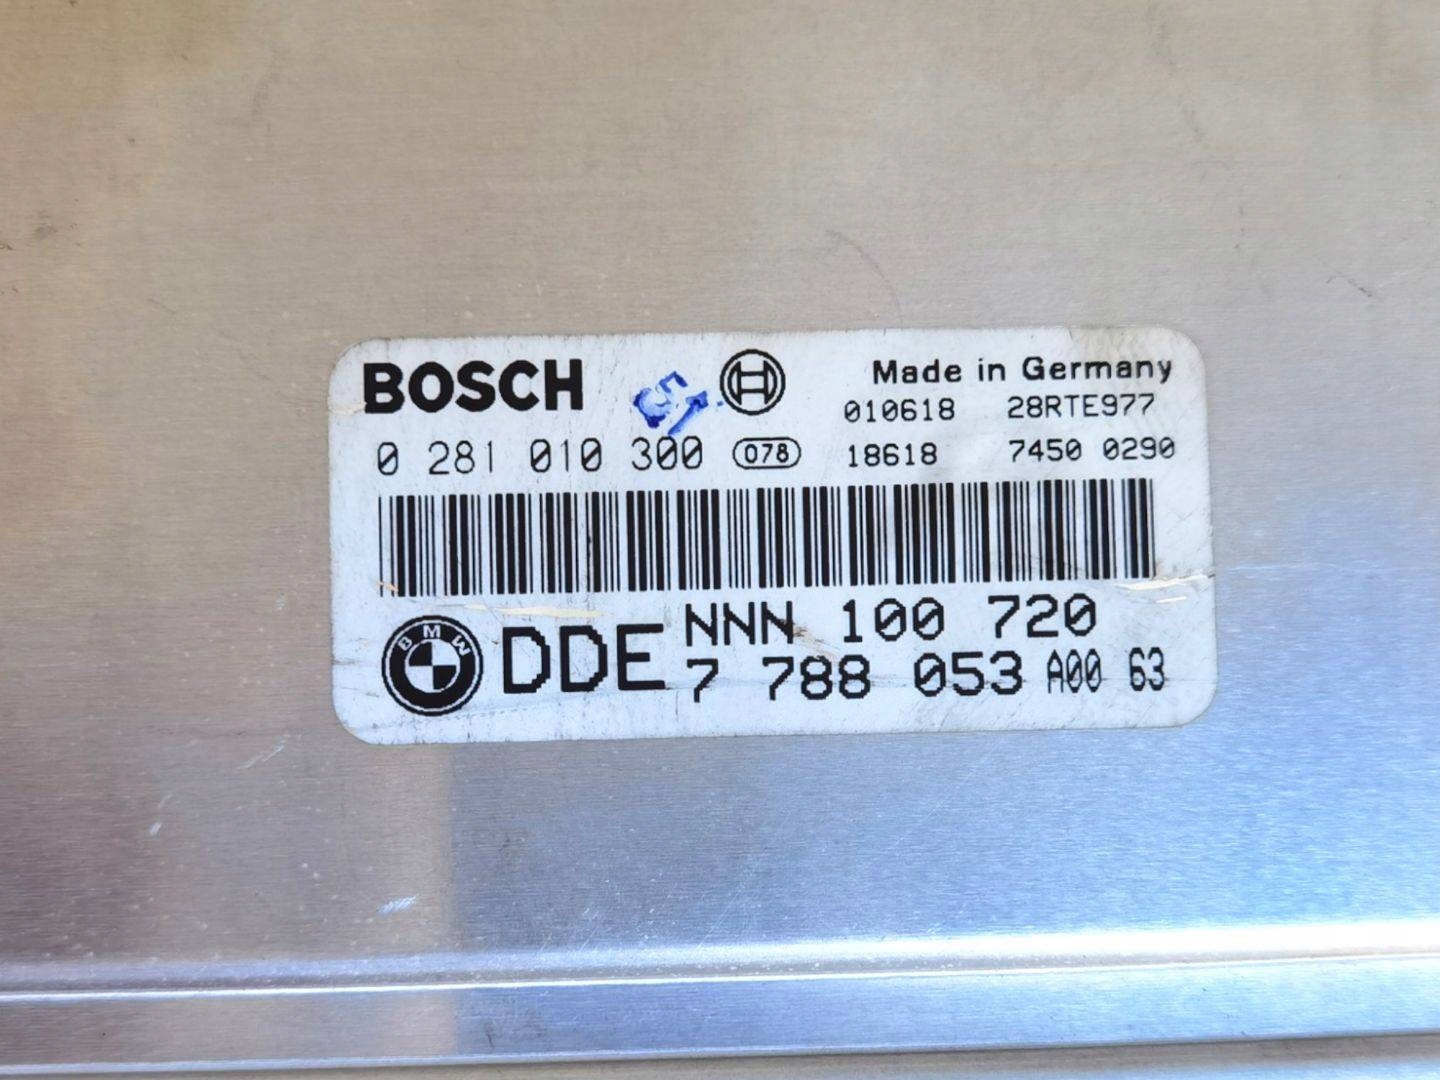 BOSCH
Made in Germany
010618 28RTE977
0 281 010 300 078 18618 7450 0290
BMW DDE NNN 100 720
7 788 053 A00 63